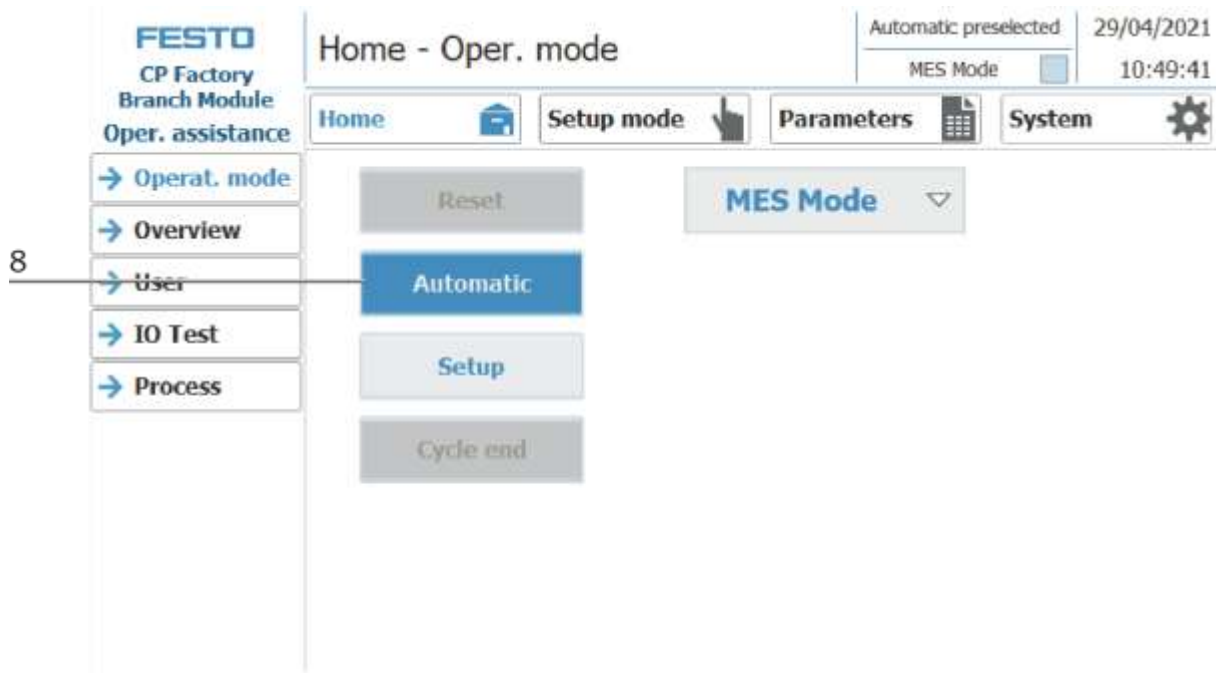 FESTO
CP Factory
Branch Module
Oper. assistance
Home - Oper. mode
Automatic preselected
MES Mode
29/04/2021
10:49:41
Home
Setup mode
Parameters
System
Operat. mode
Overview
User
IO Test
Process
8
Reset
MES Mode
Automatic
Setup
Cycle end